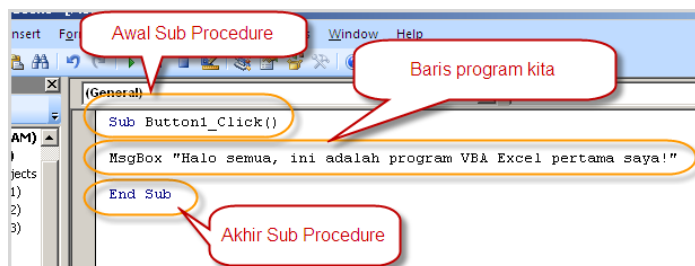 nsert
Window Help
Awal Sub Procedure
Baris program kita
(General)
Sub Button1_Click()
AM)
MsgBox "Halo semua, ini adalah program VBA Excel pertama saya!"
jects
1)
End Sub
2)
3)
Akhir Sub Procedure